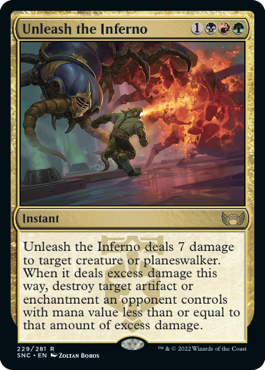 Unleash the Inferno 1
Instant
Unleash the Inferno deals 7 damage
to target creature or planeswalker.
When it deals excess damage this
way, destroy target artifact or
enchantment an opponent controls
with mana value less than or equal to
that amount of excess damage.
229/281 R
SNC • EN Zoltan Boros
™ & © 2022 Wizards of the Coast